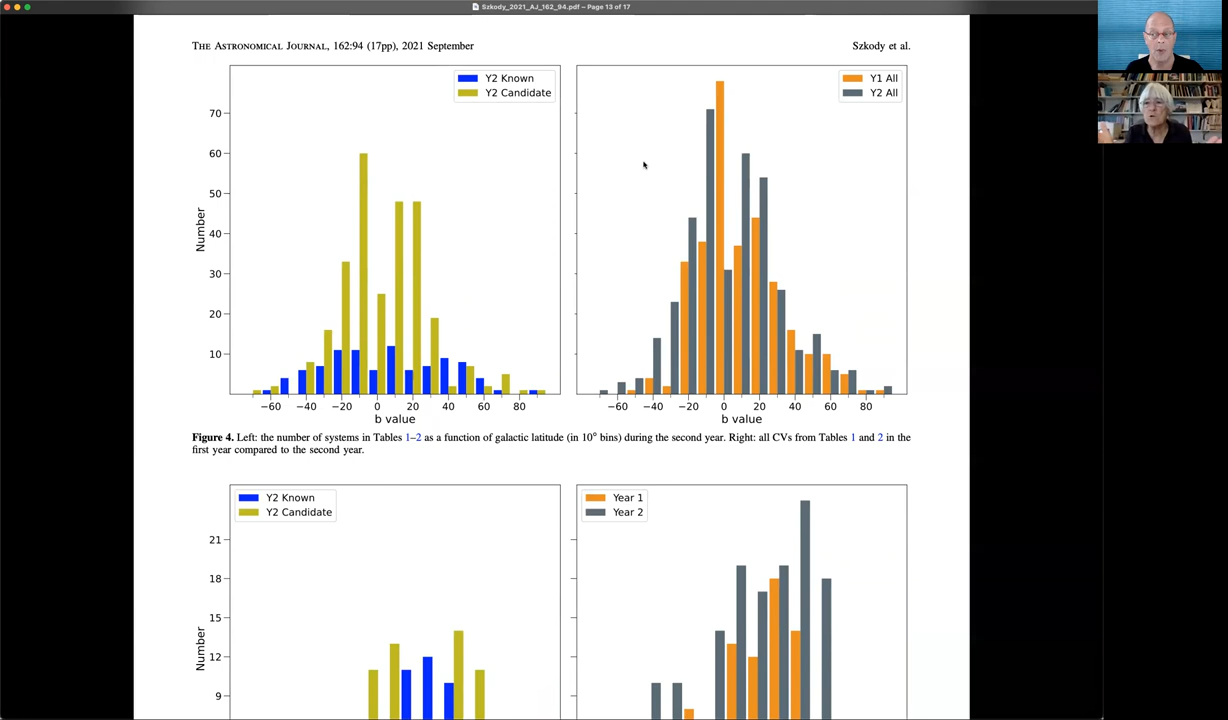 Szkody_2021_AJ_162_94.pdf – Page 13 of 17
THE ASTRONOMICAL JOURNAL, 162:94 (17pp), 2021 September
Szkody et al.
Y2 Known
Y2 Candidate
70
60
50
40
30
20
10
Number
−60 −40 −20 0 20 40 60 80
b value
Y1 All
Y2 All
−60 −40 −20 0 20 40 60 80
b value
Figure 4. Left: the number of systems in Tables 1–2 as a function of galactic latitude (in 10° bins) during the second year. Right: all CVs from Tables 1 and 2 in the
first year compared to the second year.
Y2 Known
Y2 Candidate
21
18
15
12
9
Number
Year 1
Year 2